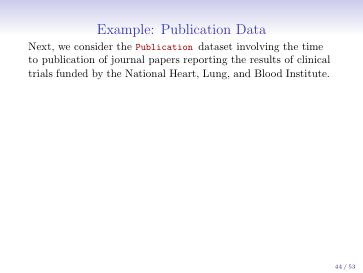 Example: Publication Data
Next, we consider the Publication dataset involving the time
to publication of journal papers reporting the results of clinical
trials funded by the National Heart, Lung, and Blood Institute.
44 / 53